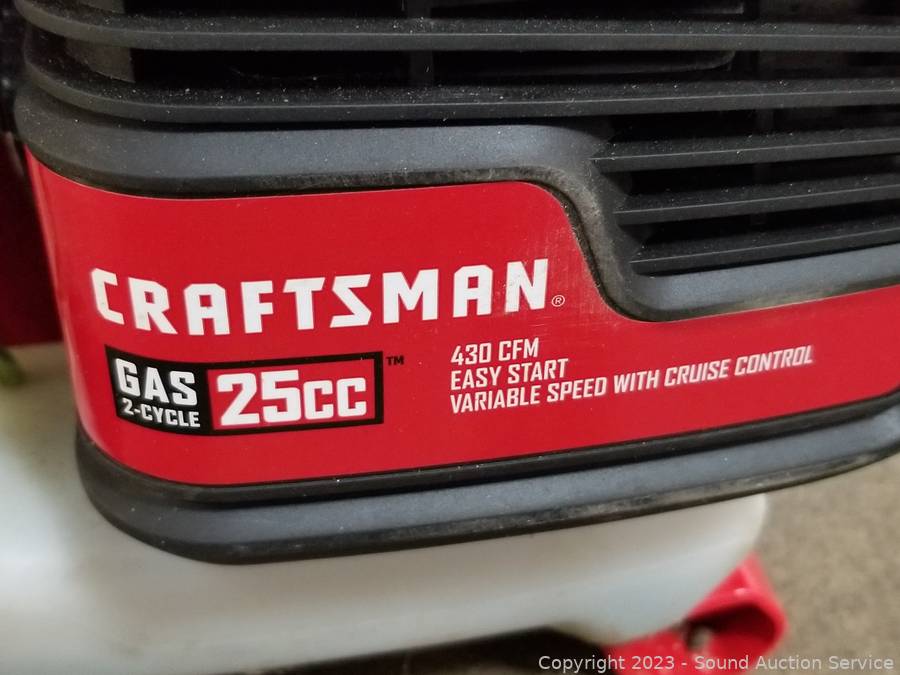 CRAFTSMAN®
GAS
2-CYCLE
25CC™
430 CFM
EASY START
VARIABLE SPEED WITH CRUISE CONTROL
Copyright 2023 - Sound Auction Service